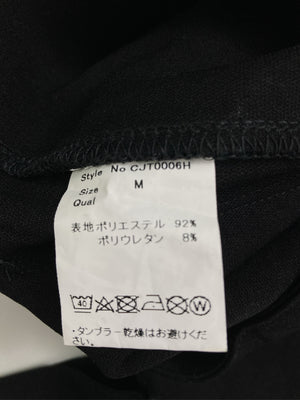 Style No CJT0006H
Size M
Qual
表地ポリエステル 92%
ポリウレタン 8%
40 W
・タンブラー乾燥はお避けくだ
さい。